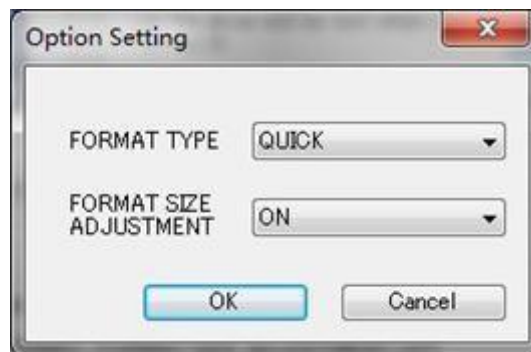 Option Setting
FORMAT TYPE QUICK
FORMAT SIZE
ADJUSTMENT ON
OK Cancel